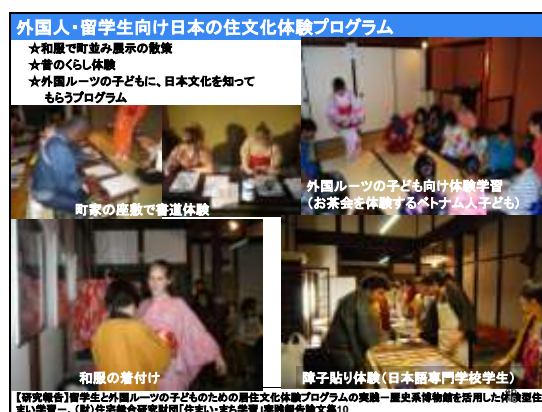 外国人・留学生向け日本の住文化体験プログラム
☆和服で町並み展示の散策
☆昔のくらし体験
☆外国ルーツの子どもに、日本文化を知って
もらうプログラム
町家の座敷で書道体験
外国ルーツの子ども向け体験学習
(お茶会を体験するベトナム人子ども)
和服の着付け
障子貼り体験(日本語専門学校学生)
【研究報告】留学生と外国ルーツの子どものための居住文化体験プログラムの実践ー歴史系博物館を活用した体験型住
まい学習ー、(財)住宅総合研究財団『住まい・まち学習』実践報告論文集10